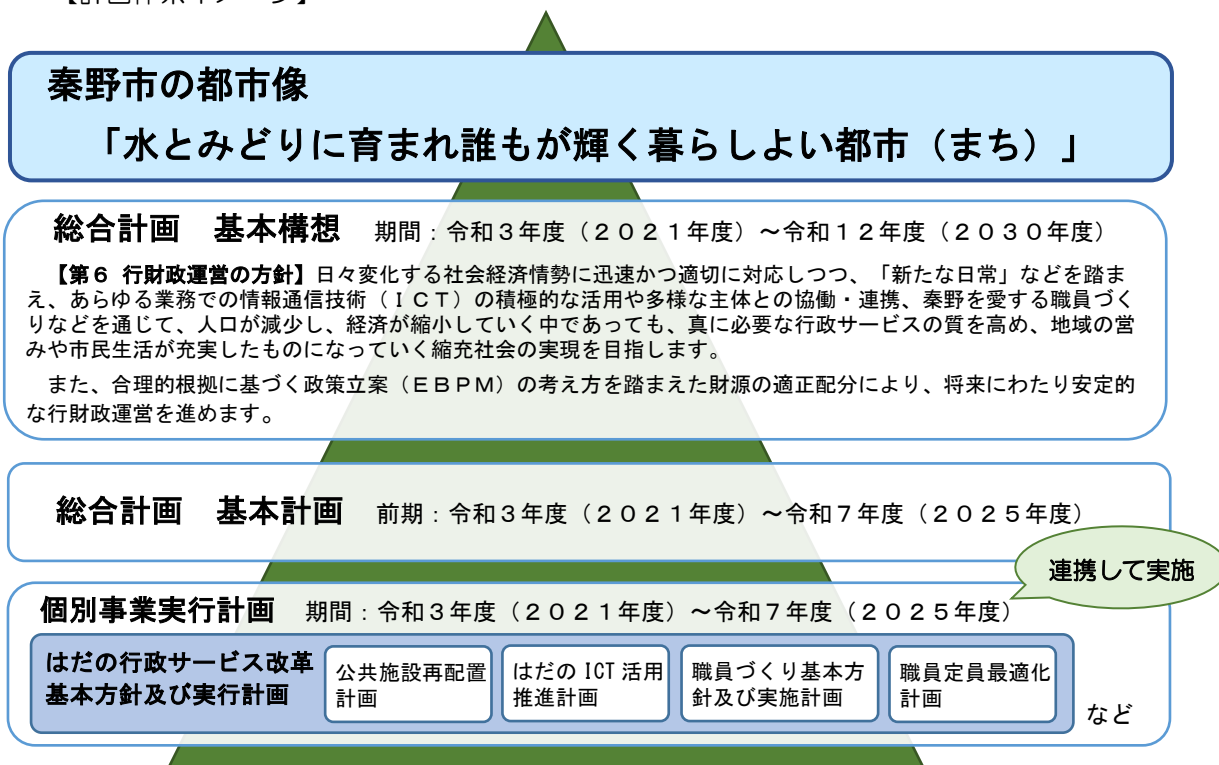 【計画体系イメージ】
秦野市の都市像
「水とみどりに育まれ誰もが輝く暮らしよい都市（まち）」
総合計画　基本構想　期間：令和３年度（２０２１年度）～令和１２年度（２０３０年度）
【第６ 行財政運営の方針】日々変化する社会経済情勢に迅速かつ適切に対応しつつ、「新たな日常」などを踏ま
え、あらゆる業務での情報通信技術（ＩＣＴ）の積極的な活用や多様な主体との協働・連携、秦野を愛する職員づく
りなどを通じて、人口が減少し、経済が縮小していく中であっても、真に必要な行政サービスの質を高め、地域の営
みや市民生活が充実したものになっていく縮充社会の実現を目指します。
また、合理的根拠に基づく政策立案（ＥＢＰＭ）の考え方を踏まえた財源の適正配分により、将来にわたり安定的
な行財政運営を進めます。
総合計画　基本計画　前期：令和３年度（２０２１年度）～令和７年度（２０２５年度）
連携して実施
個別事業実行計画　期間：令和３年度（２０２１年度）～令和７年度（２０２５年度）
はだの行政サービス改革
基本方針及び実行計画
公共施設再配置
計画
はだの ICT 活用
推進計画
職員づくり基本方
針及び実施計画
職員定員最適化
計画
など